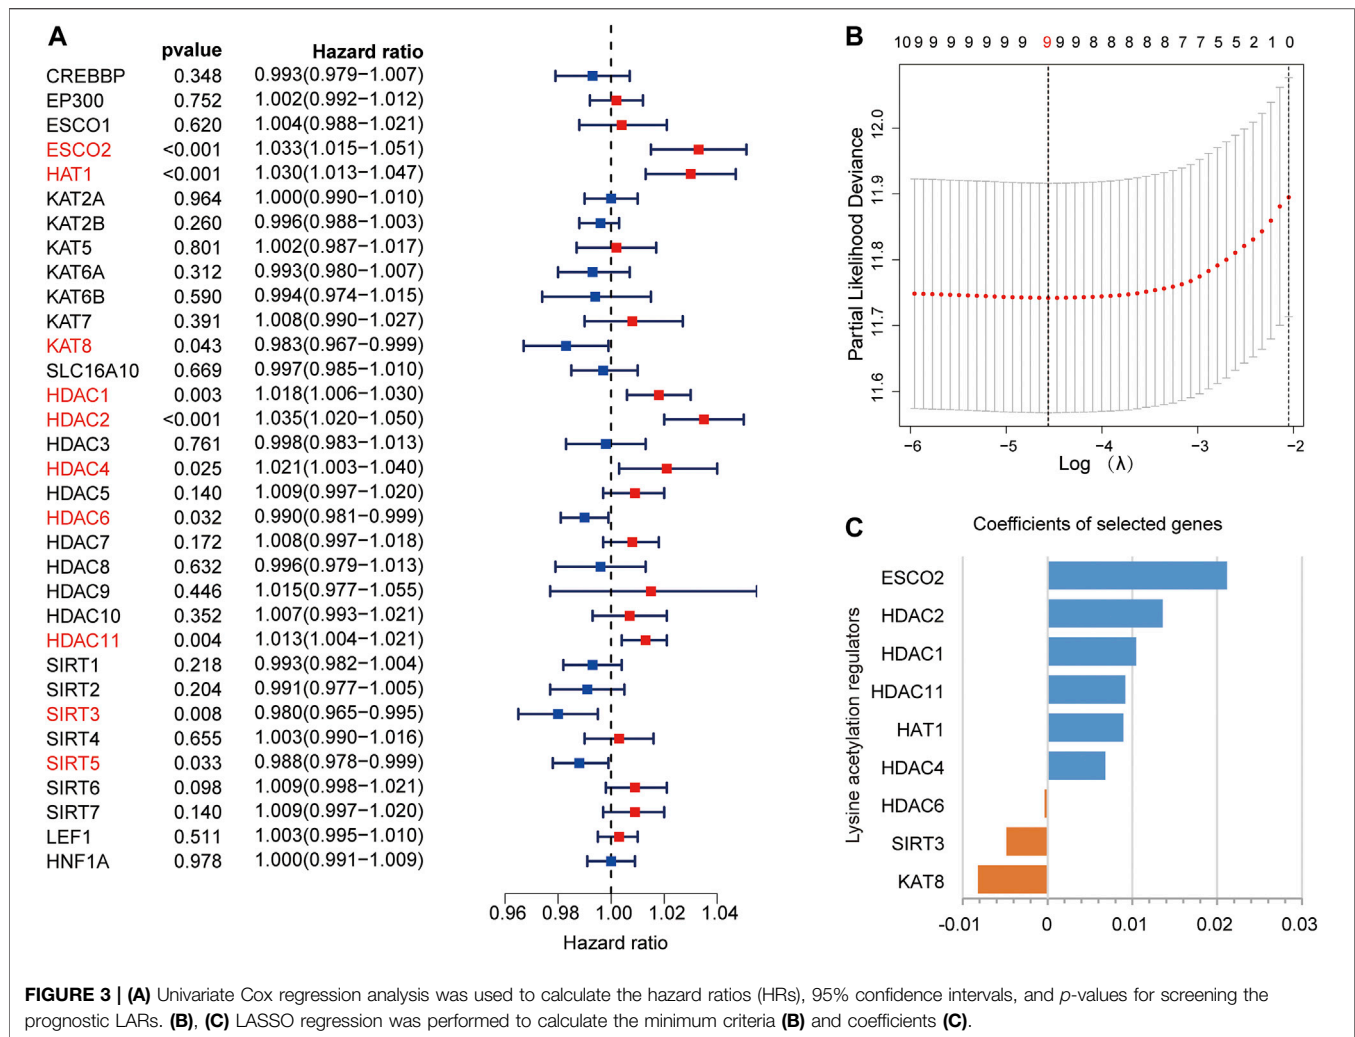 A
pvalue Hazard ratio
CREBBP 0.348 0.993(0.979−1.007)
EP300 0.752 1.002(0.992−1.012)
ESCO1 0.620 1.004(0.988−1.021)
ESCO2 <0.001 1.033(1.015−1.051)
HAT1 <0.001 1.030(1.013−1.047)
KAT2A 0.964 1.000(0.990−1.010)
KAT2B 0.260 0.996(0.988−1.003)
KAT5 0.801 1.002(0.987−1.017)
KAT6A 0.312 0.993(0.980−1.007)
KAT6B 0.590 0.994(0.974−1.015)
KAT7 0.391 1.008(0.990−1.027)
KAT8 0.043 0.983(0.967−0.999)
SLC16A10 0.669 0.997(0.985−1.010)
HDAC1 0.003 1.018(1.006−1.030)
HDAC2 <0.001 1.035(1.020−1.050)
HDAC3 0.761 0.998(0.983−1.013)
HDAC4 0.025 1.021(1.003−1.040)
HDAC5 0.140 1.009(0.997−1.020)
HDAC6 0.032 0.990(0.981−0.999)
HDAC7 0.172 1.008(0.997−1.018)
HDAC8 0.632 0.996(0.979−1.013)
HDAC9 0.446 1.015(0.977−1.055)
HDAC10 0.352 1.007(0.993−1.021)
HDAC11 0.004 1.013(1.004−1.021)
SIRT1 0.218 0.993(0.982−1.004)
SIRT2 0.204 0.991(0.977−1.005)
SIRT3 0.008 0.980(0.965−0.995)
SIRT4 0.655 1.003(0.990−1.016)
SIRT5 0.033 0.988(0.978−0.999)
SIRT6 0.098 1.009(0.998−1.021)
SIRT7 0.140 1.009(0.997−1.020)
LEF1 0.511 1.003(0.995−1.010)
HNF1A 0.978 1.000(0.991−1.009)
0.96 0.98 1.00 1.02 1.04
Hazard ratio
B
10 9 9 9 9 9 9 9 9 9 9 8 8 8 8 8 7 7 5 5 2 1 0
Partial Likelihood Deviance
12.0
11.9
11.8
11.7
11.6
−6 −5 −4 −3 −2
Log (λ)
C
Coefficients of selected genes
Lysine acetylation regulators
ESCO2
HDAC2
HDAC1
HDAC11
HAT1
HDAC4
HDAC6
SIRT3
KAT8
-0.01 0 0.01 0.02 0.03
FIGURE 3 | (A) Univariate Cox regression analysis was used to calculate the hazard ratios (HRs), 95% confidence intervals, and p-values for screening the
prognostic LARs. (B), (C) LASSO regression was performed to calculate the minimum criteria (B) and coefficients (C).